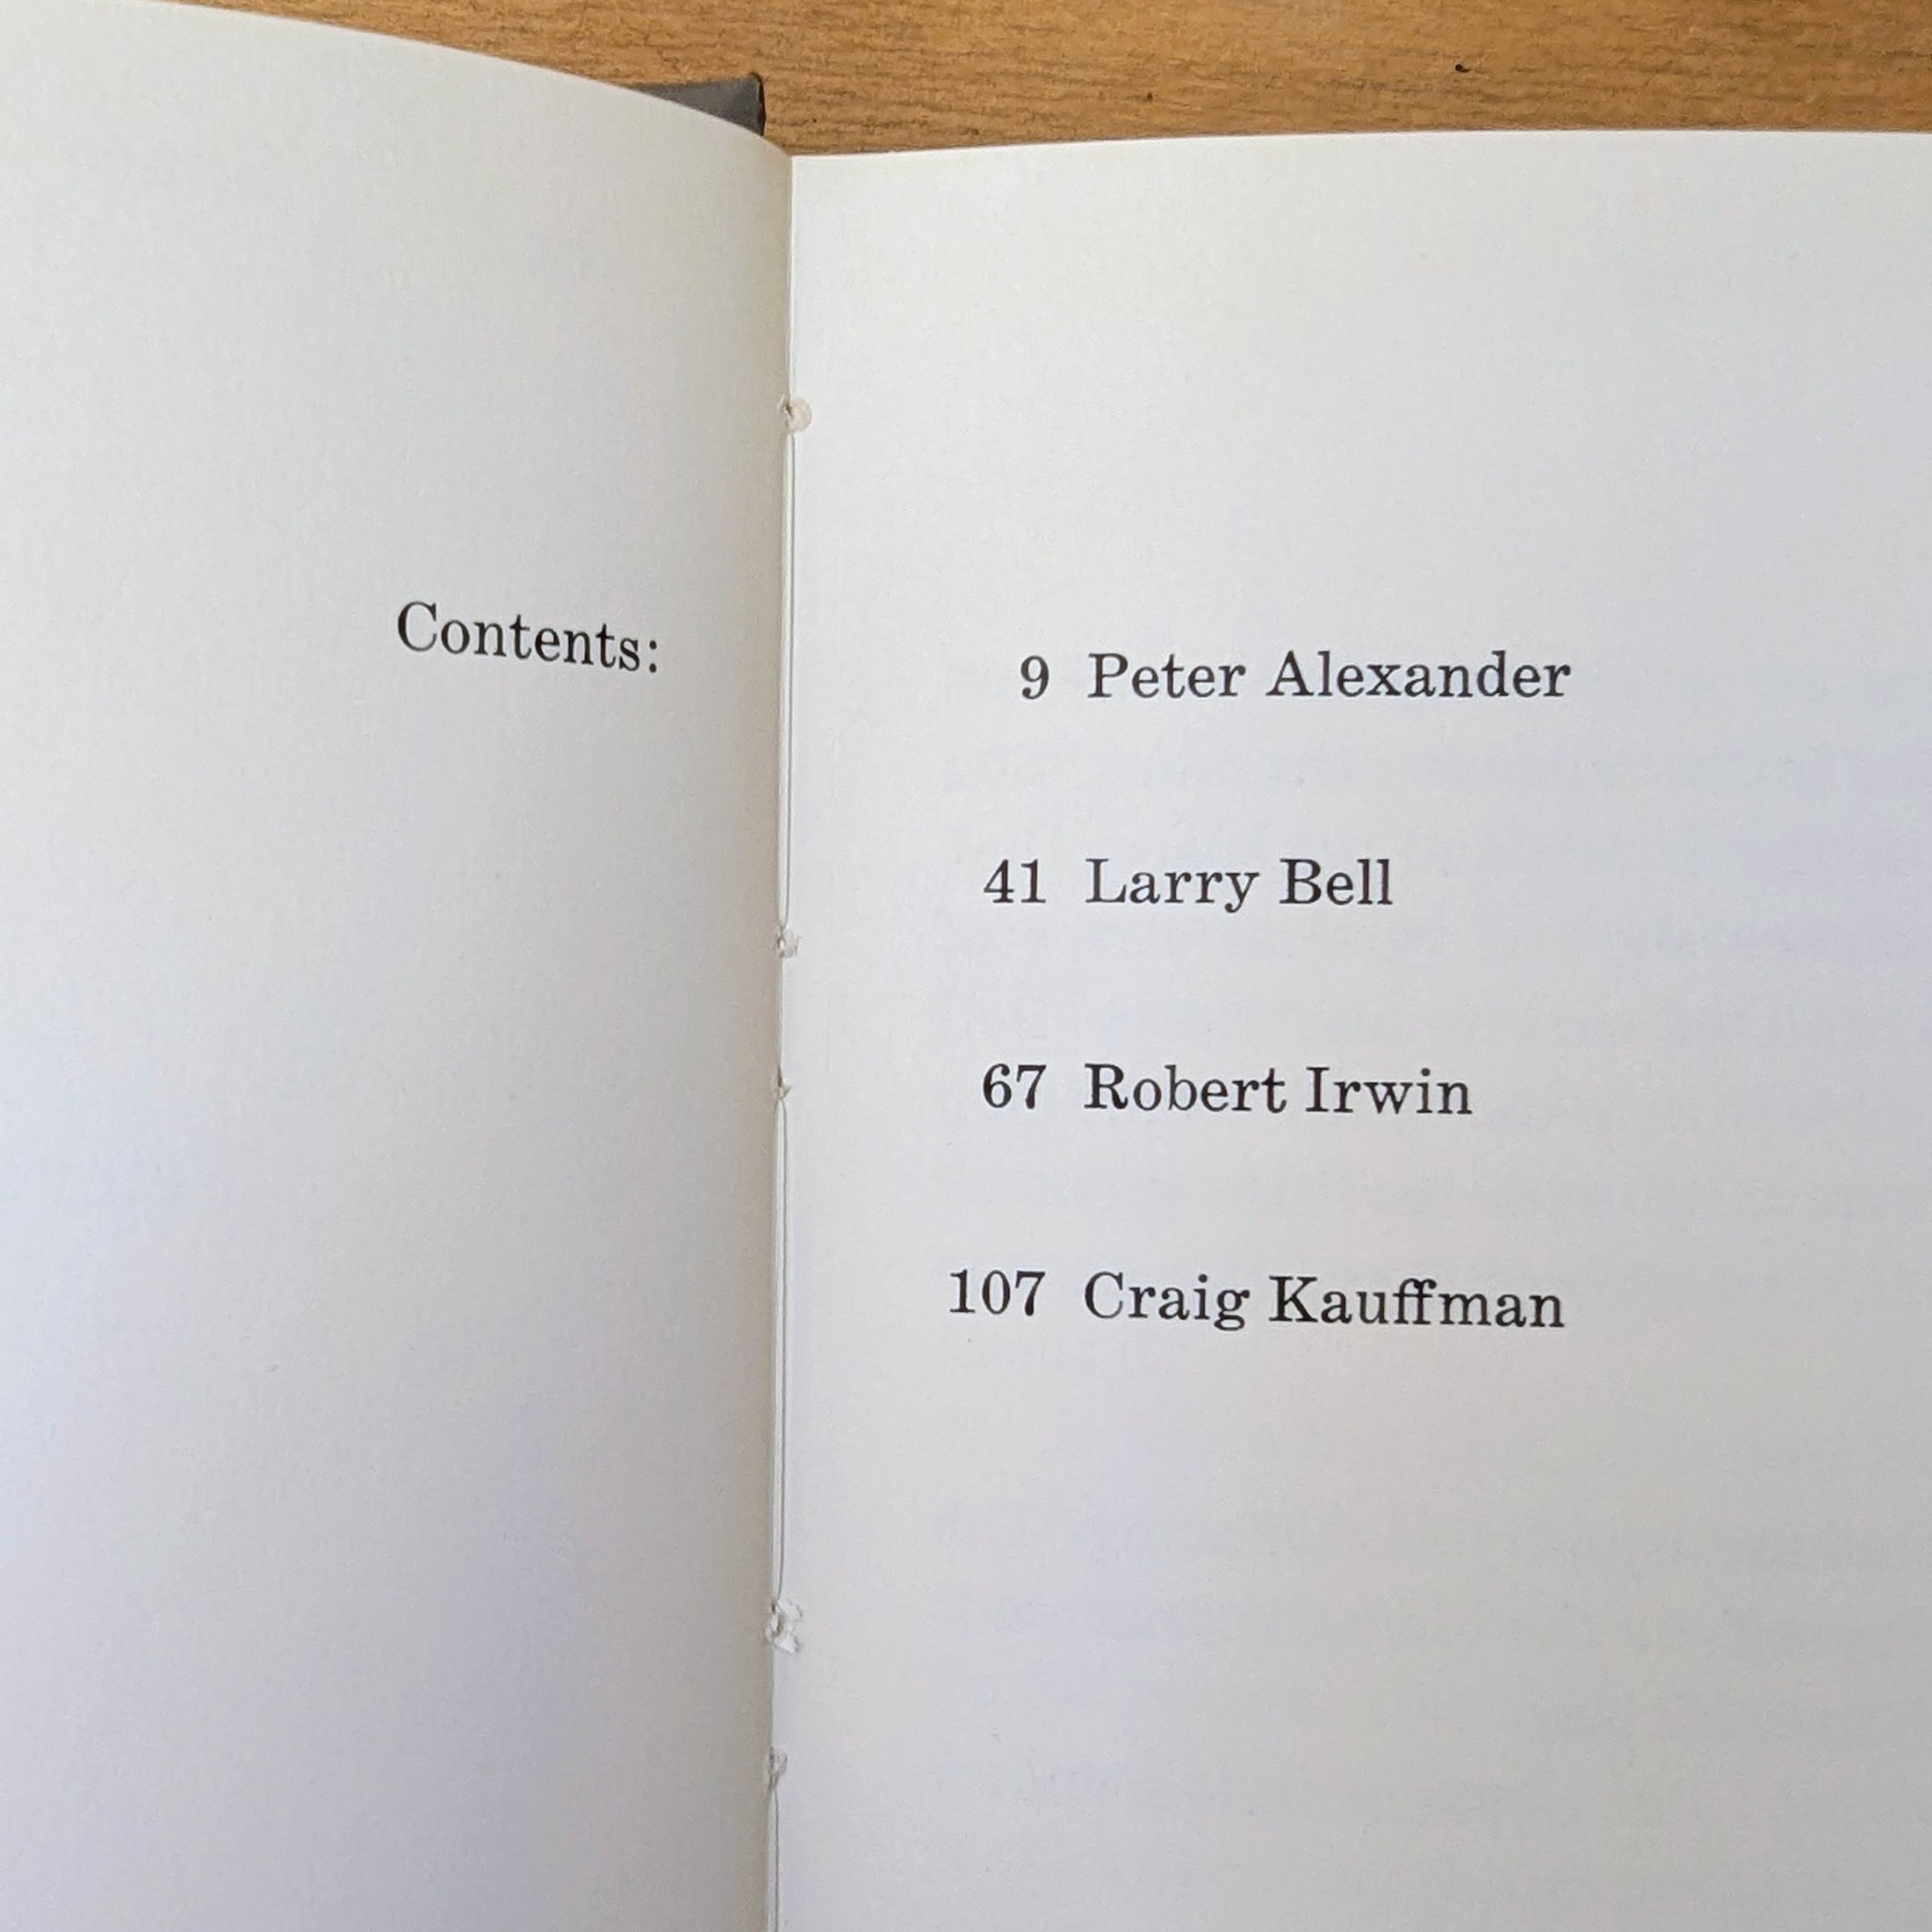 Contents:
9 Peter Alexander
41 Larry Bell
67 Robert Irwin
107 Craig Kauffman